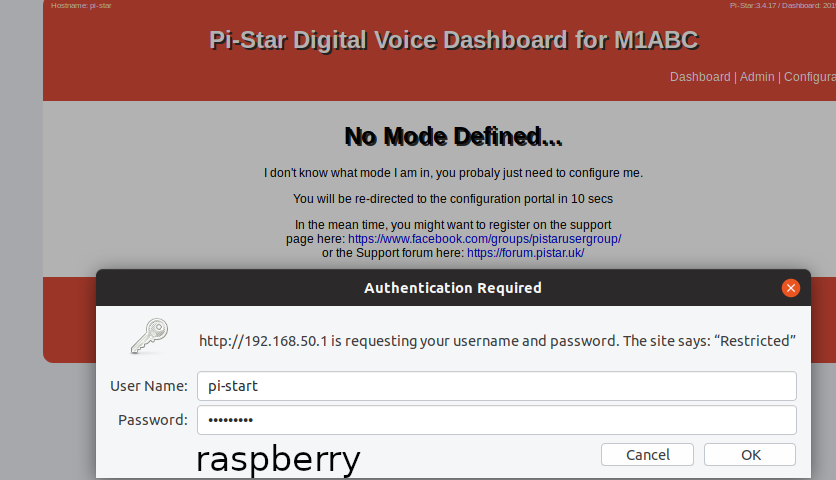 Hostname: pi-star
Pi-Star:3.4.17 / Dashboard: 201
Pi-Star Digital Voice Dashboard for M1ABC
Dashboard | Admin | Configura
No Mode Defined...
I don't know what mode I am in, you probaly just need to configure me.
You will be re-directed to the configuration portal in 10 secs
In the mean time, you might want to register on the support
page here: https://www.facebook.com/groups/pistarusergroup/
or the Support forum here: https://forum.pistar.uk/
Authentication Required
http://192.168.50.1 is requesting your username and password. The site says: “Restricted”
User Name: pi-start
Password: •••••••••
raspberry
Cancel OK